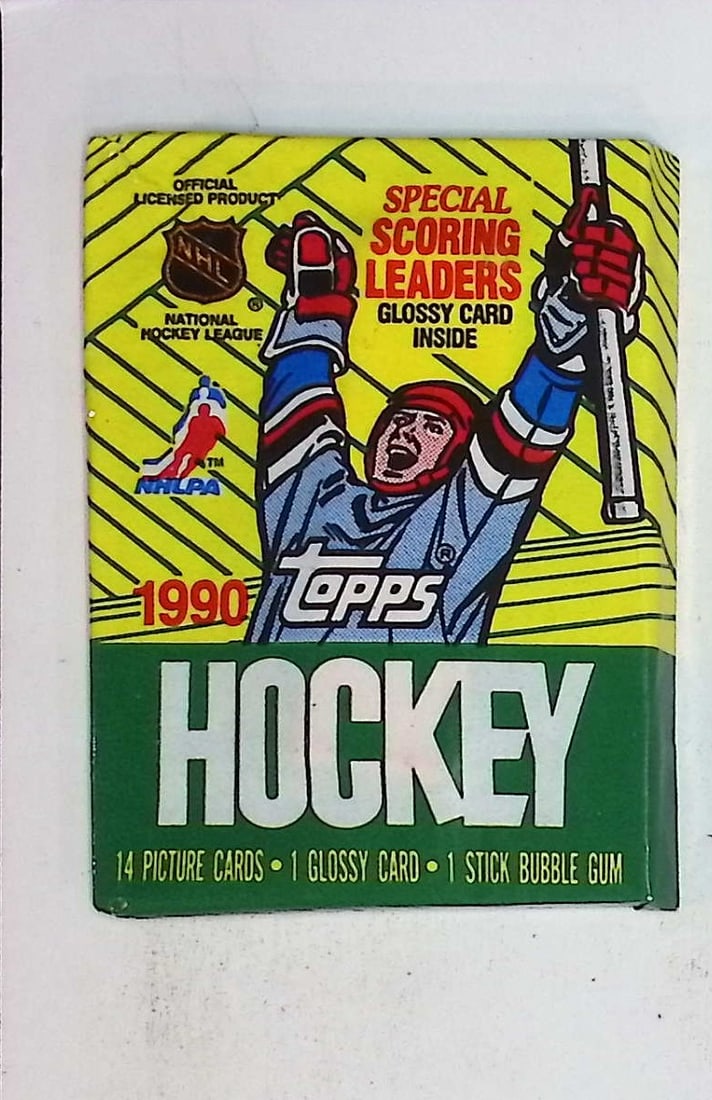 OFFICIAL
LICENSED PRODUCT
NHL
®
NATIONAL
HOCKEY LEAGUE
SPECIAL
SCORING
LEADERS
GLOSSY CARD
INSIDE
TM
NHLPA
1990
TOPPS®
HOCKEY
14 PICTURE CARDS • 1 GLOSSY CARD • 1 STICK BUBBLE GUM